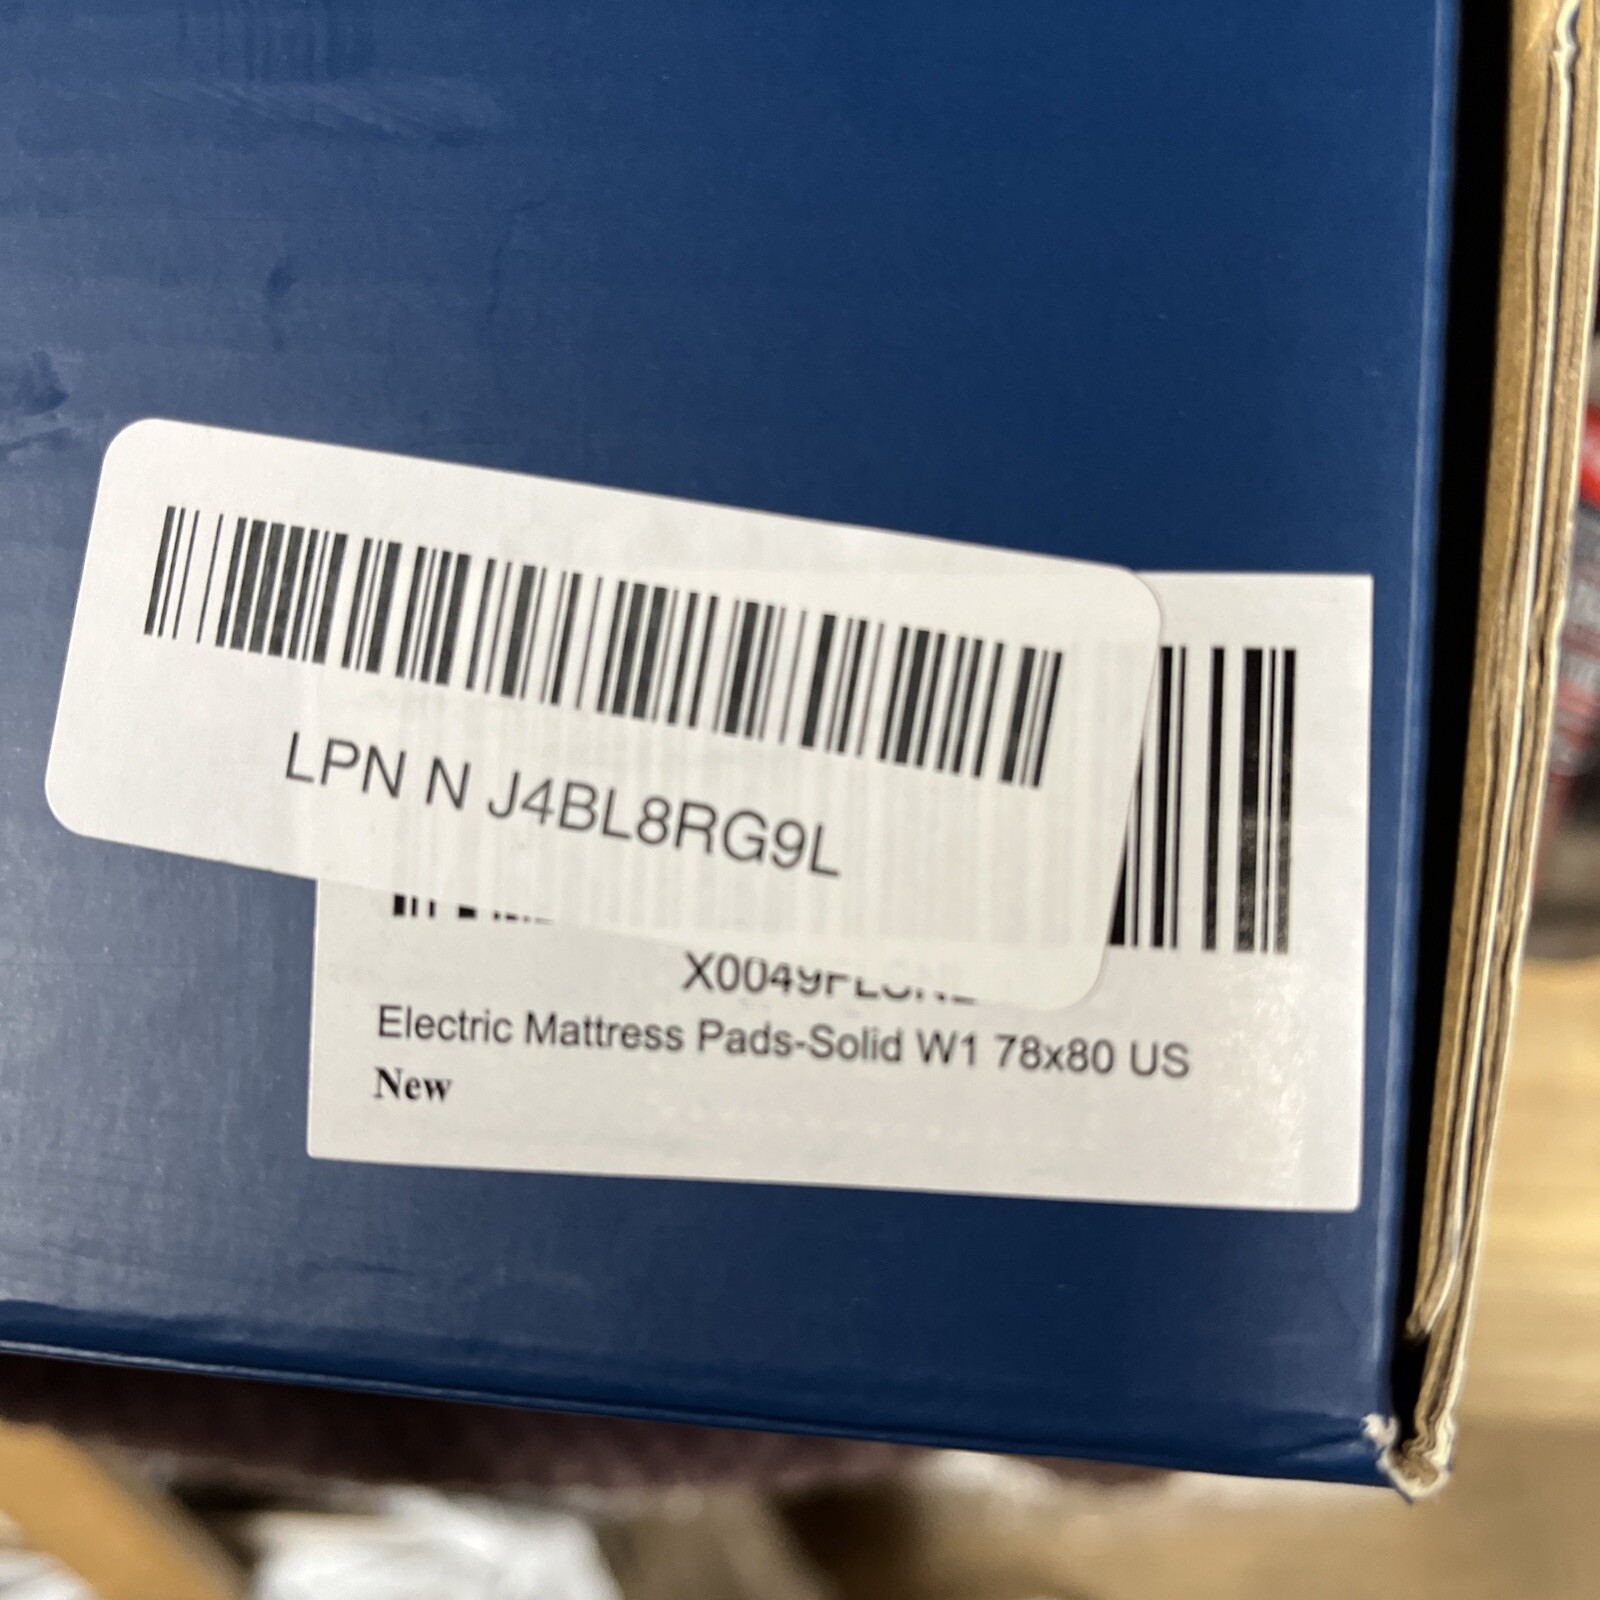 LPN N J4BL8RG9L
Electric Mattress Pads-Solid W1 78x80 US
New